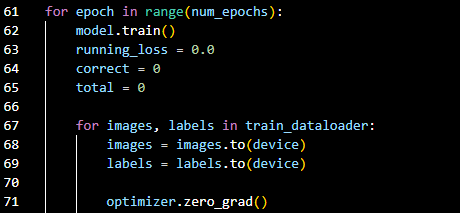 61 for epoch in range(num_epochs):
62     model.train()
63     running_loss = 0.0
64     correct = 0
65     total = 0
66
67     for images, labels in train_dataloader:
68         images = images.to(device)
69         labels = labels.to(device)
70
71         optimizer.zero_grad()